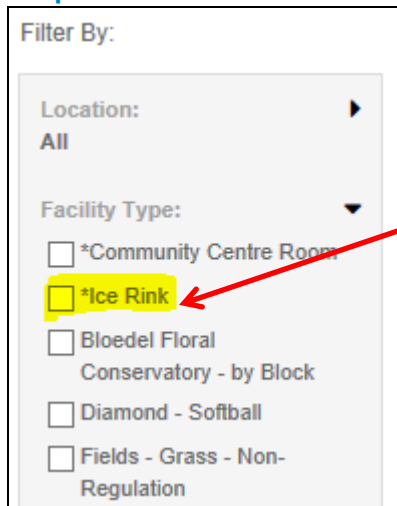 Filter By:
Location:
All
Facility Type:
*Community Centre Room
*Ice Rink
Bloedel Floral
Conservatory - by Block
Diamond - Softball
Fields - Grass - Non-
Regulation